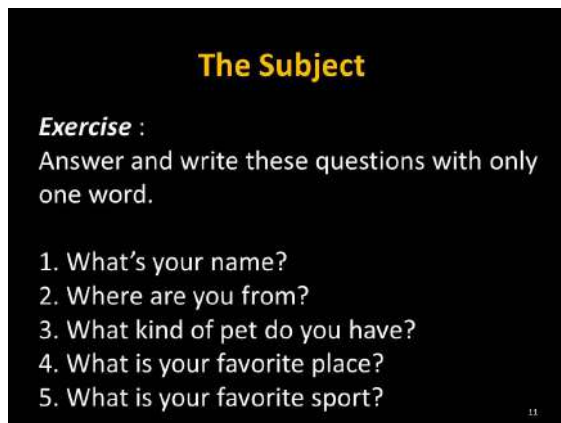 The Subject
Exercise :
Answer and write these questions with only
one word.
1. What's your name?
2. Where are you from?
3. What kind of pet do you have?
4. What is your favorite place?
5. What is your favorite sport?
11